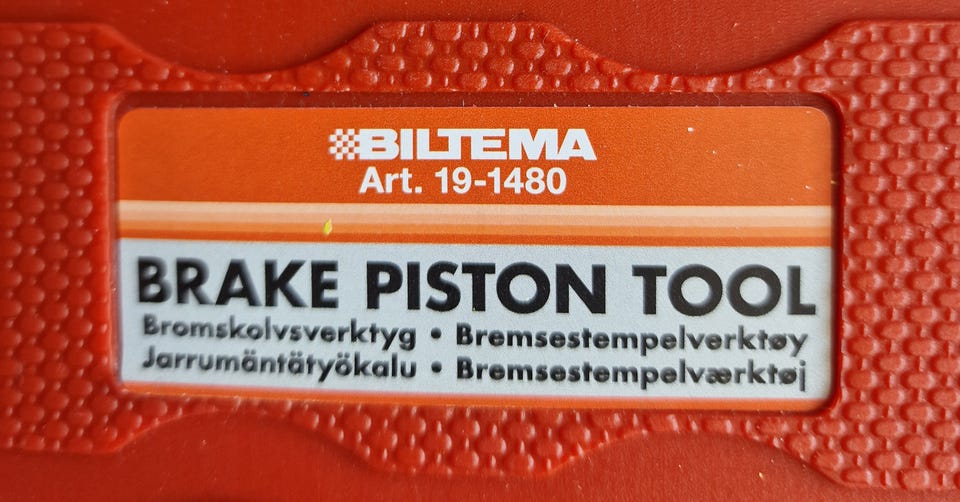 BILTEMA
Art. 19-1480
BRAKE PISTON TOOL
Bromskolvsverktyg • Bremsestempelverktøy
Jarrumäntätyökalu • Bremsestempelværktøj